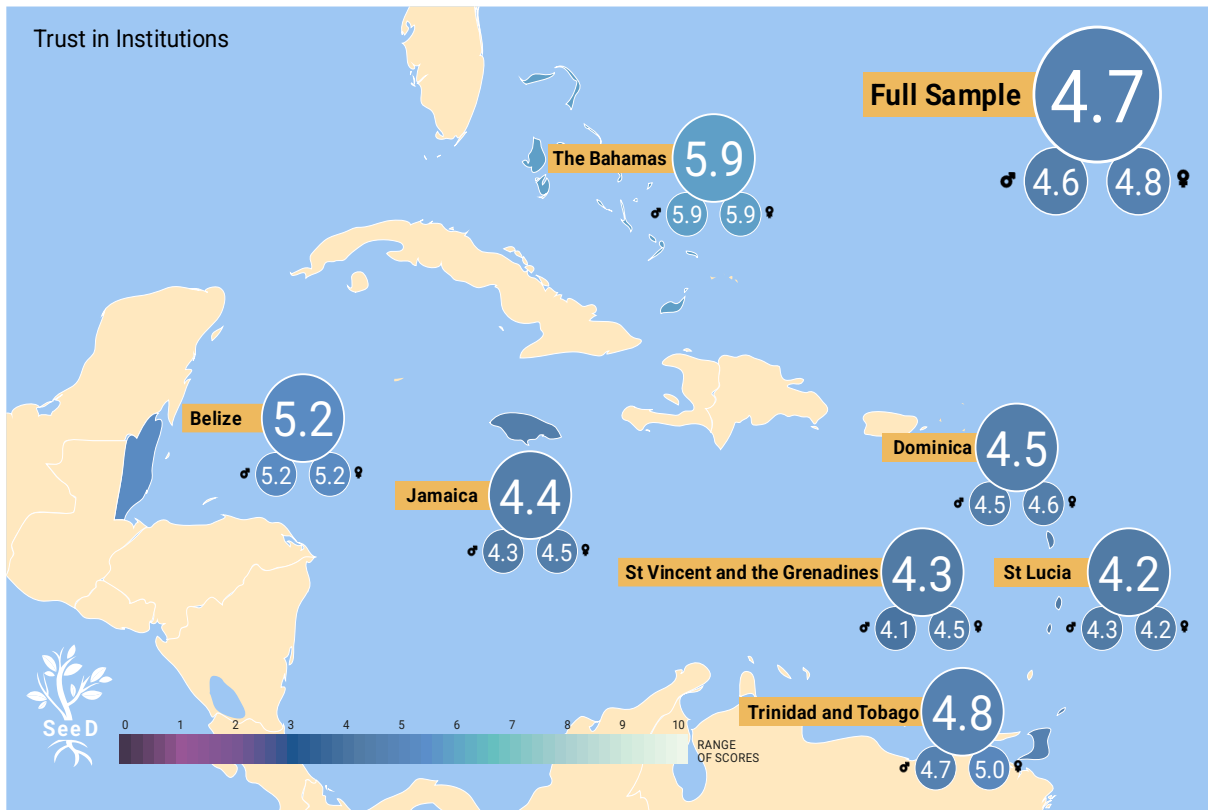 Trust in Institutions
Full Sample
4.7
♂ 4.6 4.8 ♀
The Bahamas
5.9
♂ 5.9 5.9 ♀
Belize
5.2
♂ 5.2 5.2 ♀
Jamaica
4.4
♂ 4.3 4.5 ♀
Dominica
4.5
♂ 4.5 4.6 ♀
St Vincent and the Grenadines
4.3
♂ 4.1 4.5 ♀
St Lucia
4.2
♂ 4.3 4.2 ♀
Trinidad and Tobago
4.8
♂ 4.7 5.0 ♀
SeeD
0 1 2 3 4 5 6 7 8 9 10
RANGE
OF SCORES